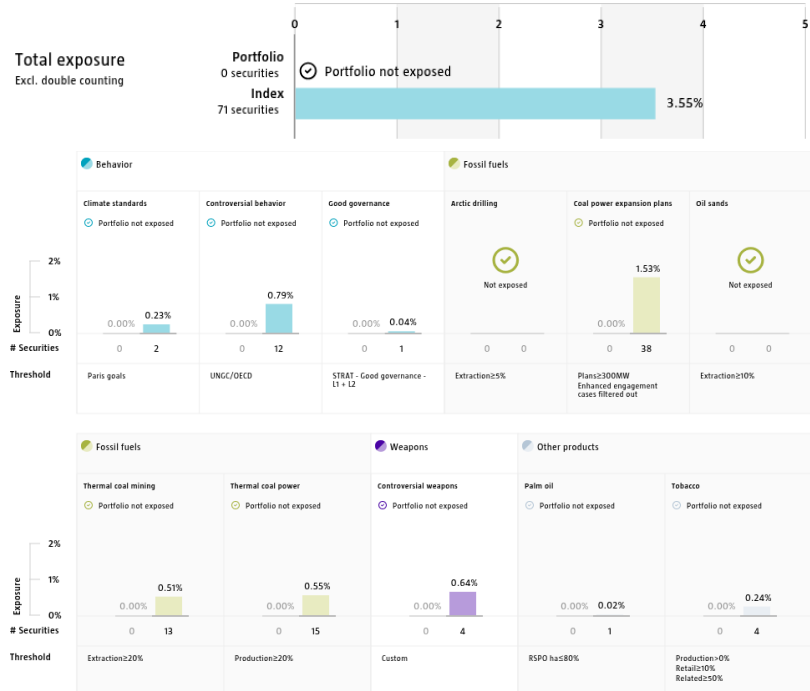 0 1 2 3 4 5
Total exposure
Excl. double counting
Portfolio
0 securities
Portfolio not exposed
Index
71 securities
3.55%
Behavior
Fossil fuels
Climate standards
Controversial behavior
Good governance
Arctic drilling
Coal power expansion plans
Oil sands
Portfolio not exposed
Portfolio not exposed
Portfolio not exposed
Portfolio not exposed
Not exposed
Not exposed
Exposure
2%
1%
0%
0.00% 0.23%
0.00% 0.79%
0.00% 0.04%
0.00% 1.53%
# Securities
0 2
0 12
0 1
0 0
0 38
0 0
Threshold
Paris goals
UNGC/OECD
STRAT - Good governance -
L1 + L2
Extraction≥5%
Plans≥300MW
Enhanced engagement
cases filtered out
Extraction≥10%
Fossil fuels
Weapons
Other products
Thermal coal mining
Thermal coal power
Controversial weapons
Palm oil
Tobacco
Portfolio not exposed
Portfolio not exposed
Portfolio not exposed
Portfolio not exposed
Portfolio not exposed
Exposure
2%
1%
0%
0.00% 0.51%
0.00% 0.55%
0.00% 0.64%
0.00% 0.02%
0.00% 0.24%
# Securities
0 13
0 15
0 4
0 1
0 4
Threshold
Extraction≥20%
Production≥20%
Custom
RSPO ha≤80%
Production>0%
Retail≥10%
Related≥50%